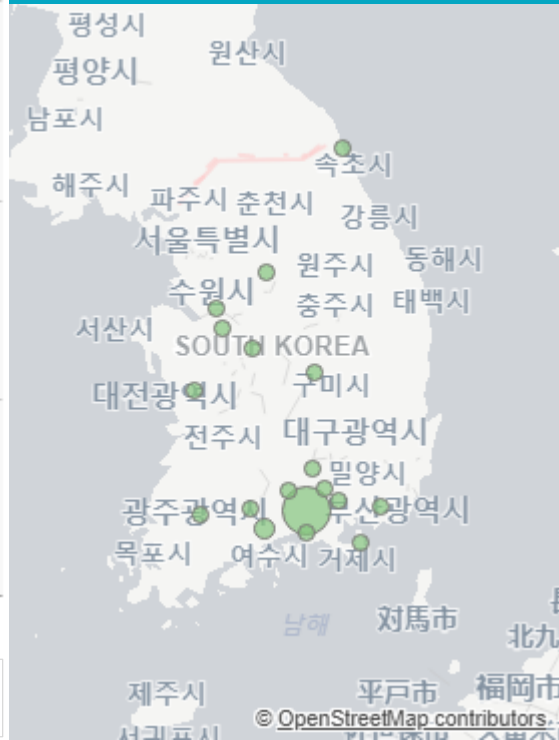 평성시
원산시
평양시
남포시
속초시
해주시
파주시 춘천시
강릉시
서울특별시
원주시 동해시
수원시
충주시 태백시
서산시
SOUTH KOREA
구미시
대전광역시
전주시 대구광역시
밀양시
광주광역시 부산광역시
목포시 여수시 거제시
남해
対馬市
北九
제주시 平戸市 福岡市
© OpenStreetMap contributors.
서귀포시